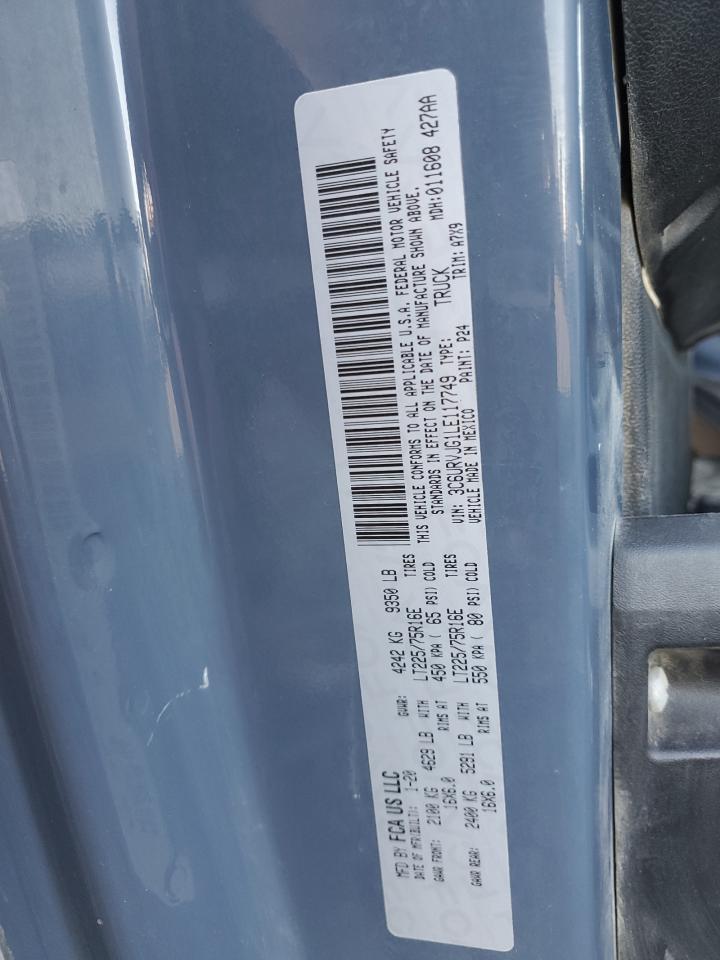 MFD BY FCA US LLC
DATE OF MFR(BUILT): 1-20
GVWR: 4242 KG 9350 LB
GAWR FRONT: 2100 KG 4629 LB WITH LT225/75R16E TIRES
16X6.0 RIMS AT 450 KPA ( 65 PSI) COLD
GAWR REAR: 2400 KG 5291 LB WITH LT225/75R16E TIRES
16X6.0 RIMS AT 550 KPA ( 80 PSI) COLD
THIS VEHICLE CONFORMS TO ALL APPLICABLE U.S.A. FEDERAL MOTOR VEHICLE SAFETY
STANDARDS IN EFFECT ON THE DATE OF MANUFACTURE SHOWN ABOVE.
MDH:011608 427AA
VIN: 3C6URVJG1LE117749 TYPE: TRUCK
VEHICLE MADE IN MEXICO PAINT: P24 TRIM: A7X9